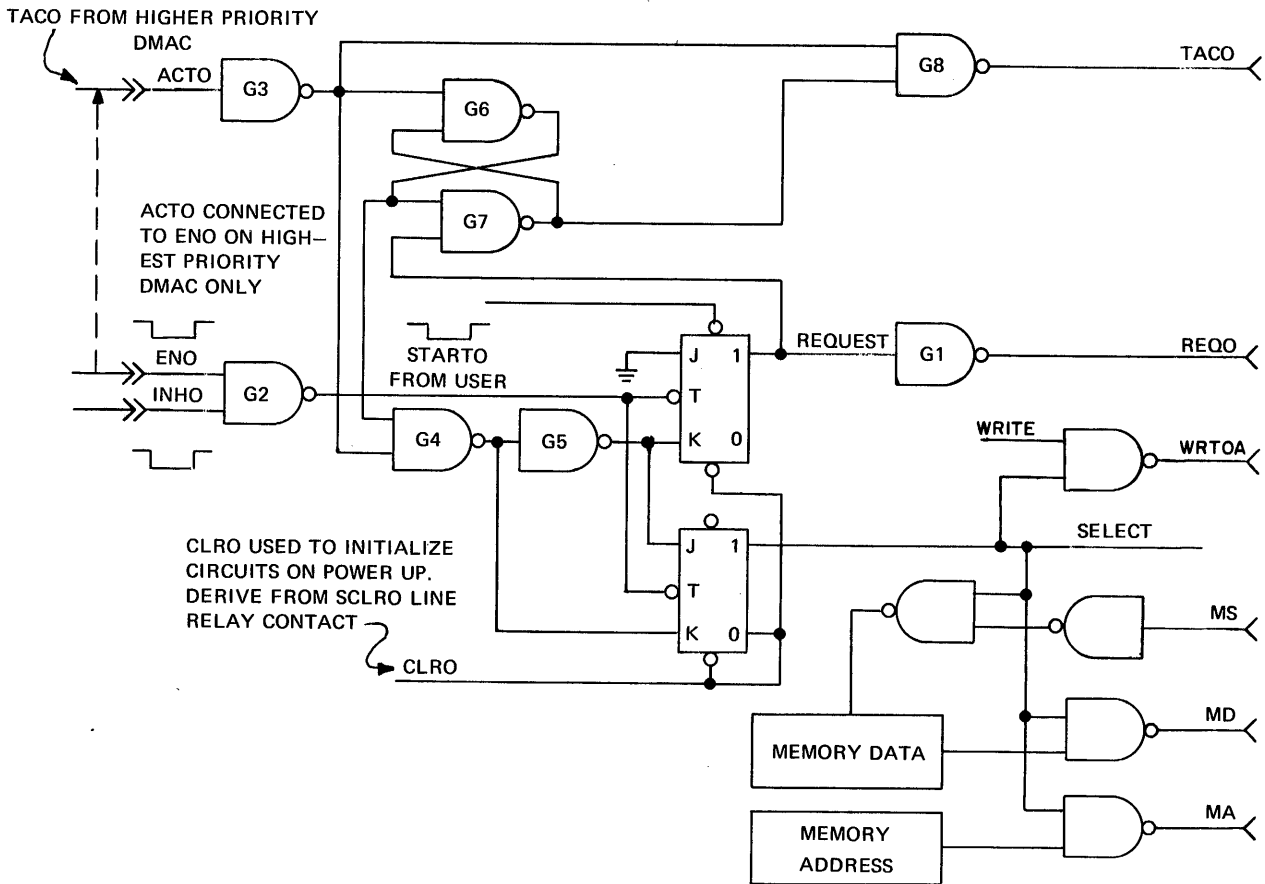 TACO FROM HIGHER PRIORITY
DMAC
ACTO
G3
G8
TACO
G6
G7
ACTO CONNECTED
TO ENO ON HIGH–
EST PRIORITY
DMAC ONLY
STARTO
FROM USER
J
1
T
K
0
REQUEST
G1
REQO
ENO
INHO
G2
G4
G5
WRITE
WRTOA
CLRO USED TO INITIALIZE
CIRCUITS ON POWER UP.
DERIVE FROM SCLRO LINE
RELAY CONTACT
CLRO
J
1
T
K
0
SELECT
MS
MEMORY DATA
MD
MEMORY
ADDRESS
MA